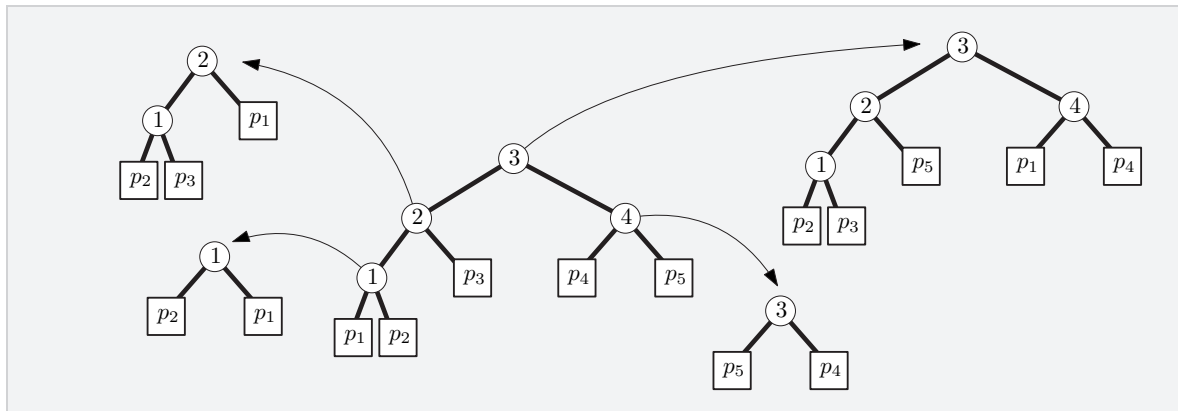 2
1
p₁
p₂ p₃
1
p₂ p₁
3
2 4
1 p₃ p₄ p₅
p₁ p₂
3
2 4
1 p₅ p₁ p₄
p₂ p₃
3
p₅ p₄